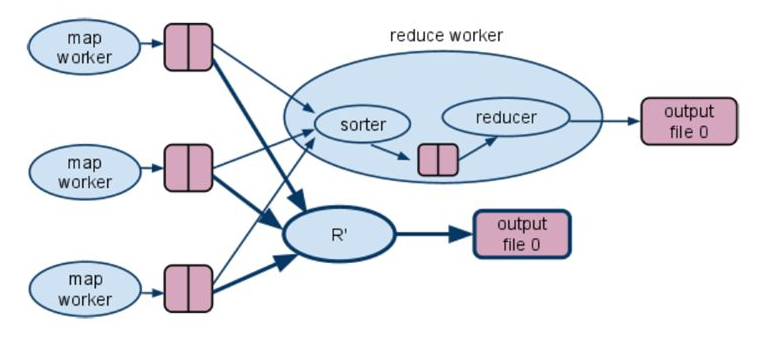 map
worker
reduce worker
sorter
reducer
output
file 0
map
worker
R'
output
file 0
map
worker